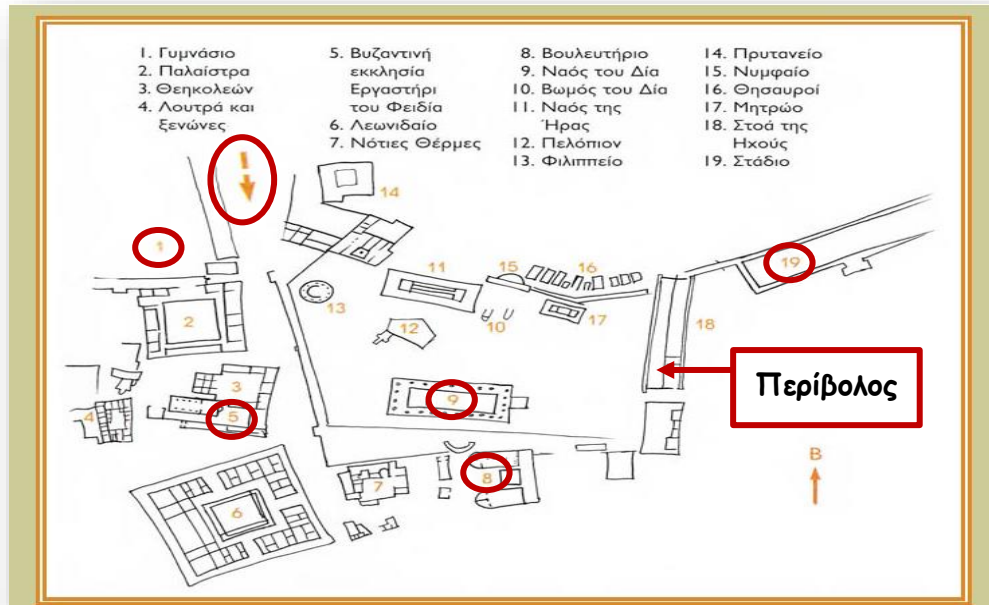 1. Γυμνάσιο
2. Παλαίστρα
3. Θεηκολεών
4. Λουτρά και
ξενώνες
5. Βυζαντινή
εκκλησία
Εργαστήρι
του Φειδία
6. Λεωνιδαίο
7. Νότιες Θέρμες
8. Βουλευτήριο
9. Ναός του Δία
10. Βωμός του Δία
11. Ναός της
Ήρας
12. Πελόπιον
13. Φιλιππείο
14. Πρυτανείο
15. Νυμφαίο
16. Θησαυροί
17. Μητρώο
18. Στοά της
Ηχούς
19. Στάδιο
14
1
19
11
15
16
13
2
10
17
12
18
3
Περίβολος
9
4
5
Β
8
7
6